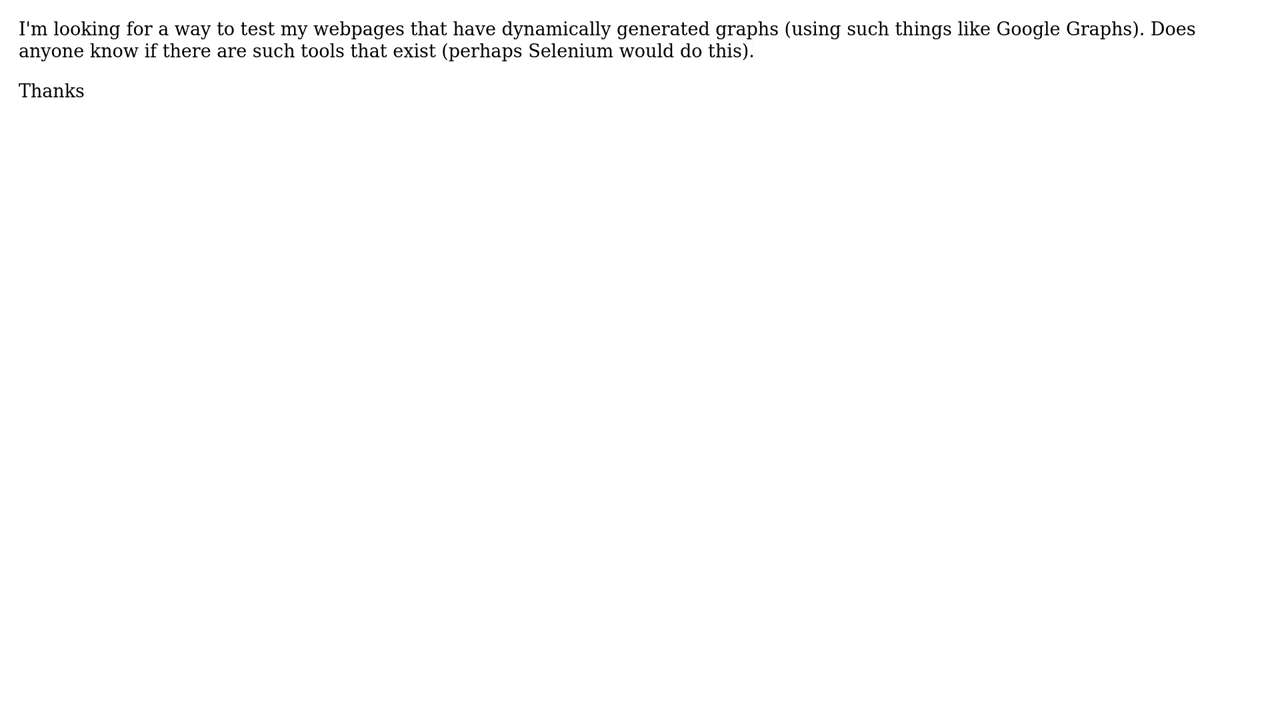 I'm looking for a way to test my webpages that have dynamically generated graphs (using such things like Google Graphs). Does
anyone know if there are such tools that exist (perhaps Selenium would do this).
Thanks